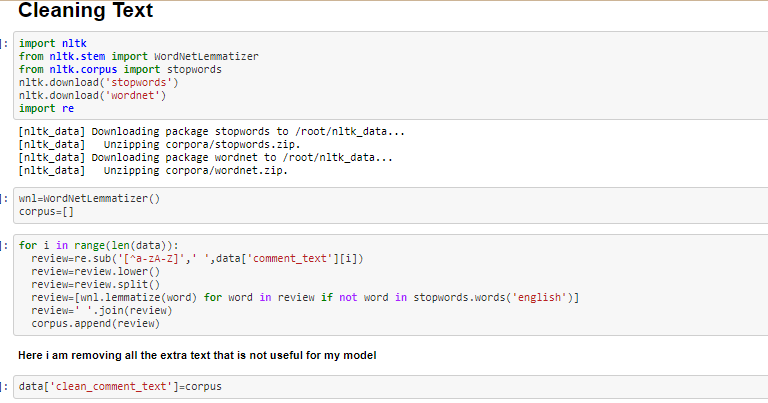 Cleaning Text
]: import nltk
from nltk.stem import WordNetLemmatizer
from nltk.corpus import stopwords
nltk.download('stopwords')
nltk.download('wordnet')
import re
[nltk_data] Downloading package stopwords to /root/nltk_data...
[nltk_data]   Unzipping corpora/stopwords.zip.
[nltk_data] Downloading package wordnet to /root/nltk_data...
[nltk_data]   Unzipping corpora/wordnet.zip.
]: wnl=WordNetLemmatizer()
corpus=[]
]: for i in range(len(data)):
  review=re.sub('[^a-zA-Z]',' ',data['comment_text'][i])
  review=review.lower()
  review=review.split()
  review=[wnl.lemmatize(word) for word in review if not word in stopwords.words('english')]
  review=' '.join(review)
  corpus.append(review)
Here i am removing all the extra text that is not useful for my model
]: data['clean_comment_text']=corpus